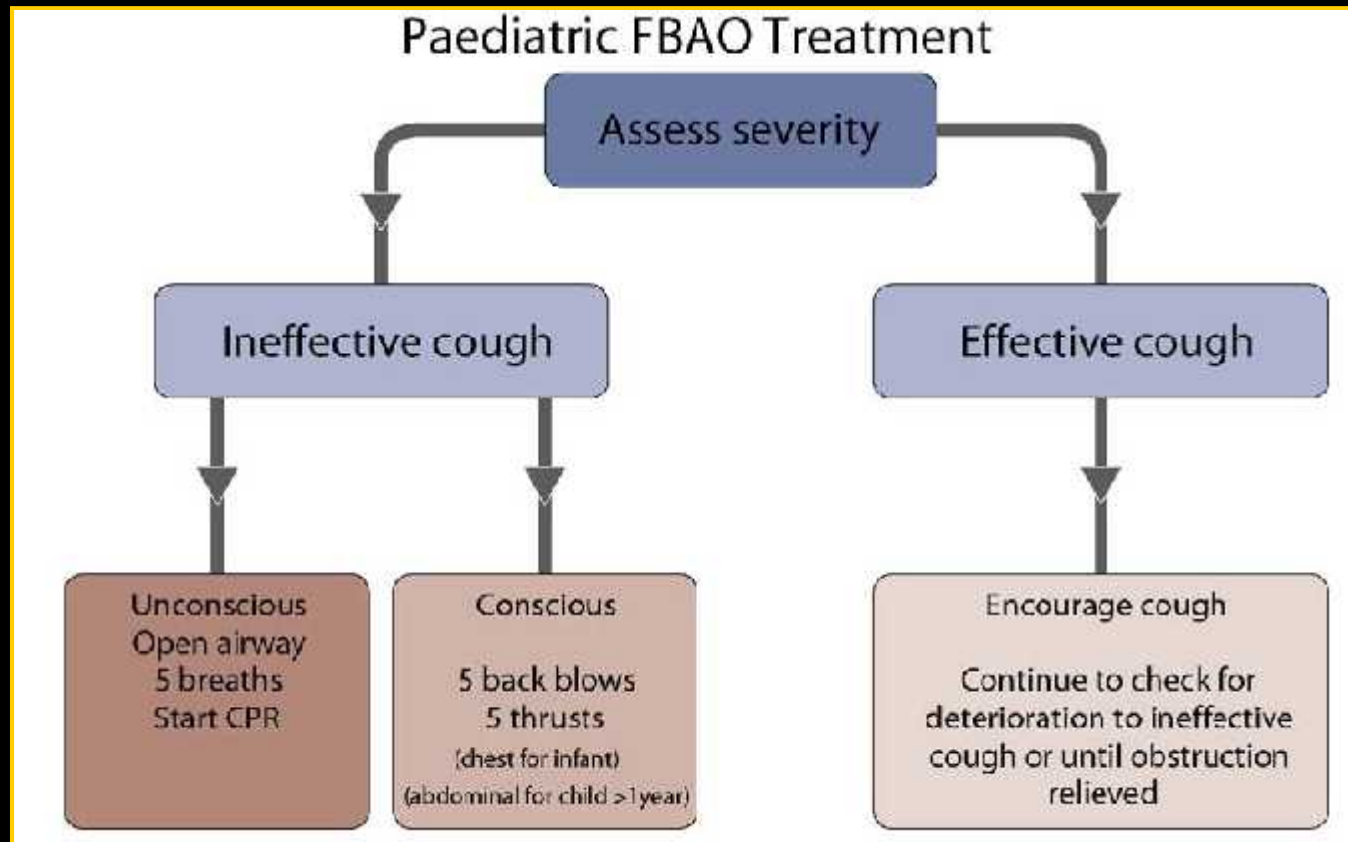 Paediatric FBAO Treatment
Assess severity
Ineffective cough
Effective cough
Unconscious
Open airway
5 breaths
Start CPR
Conscious
5 back blows
5 thrusts
(chest for infant)
(abdominal for child >1year)
Encourage cough
Continue to check for
deterioration to ineffective
cough or until obstruction
relieved